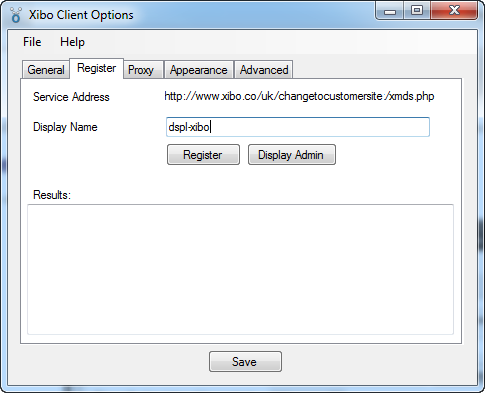 Xibo Client Options
File Help
General Register Proxy Appearance Advanced
Service Address http://www.xibo.co/uk/changetocustomersite:/xmds.php
Display Name dspl-xibo
Register Display Admin
Results:
Save